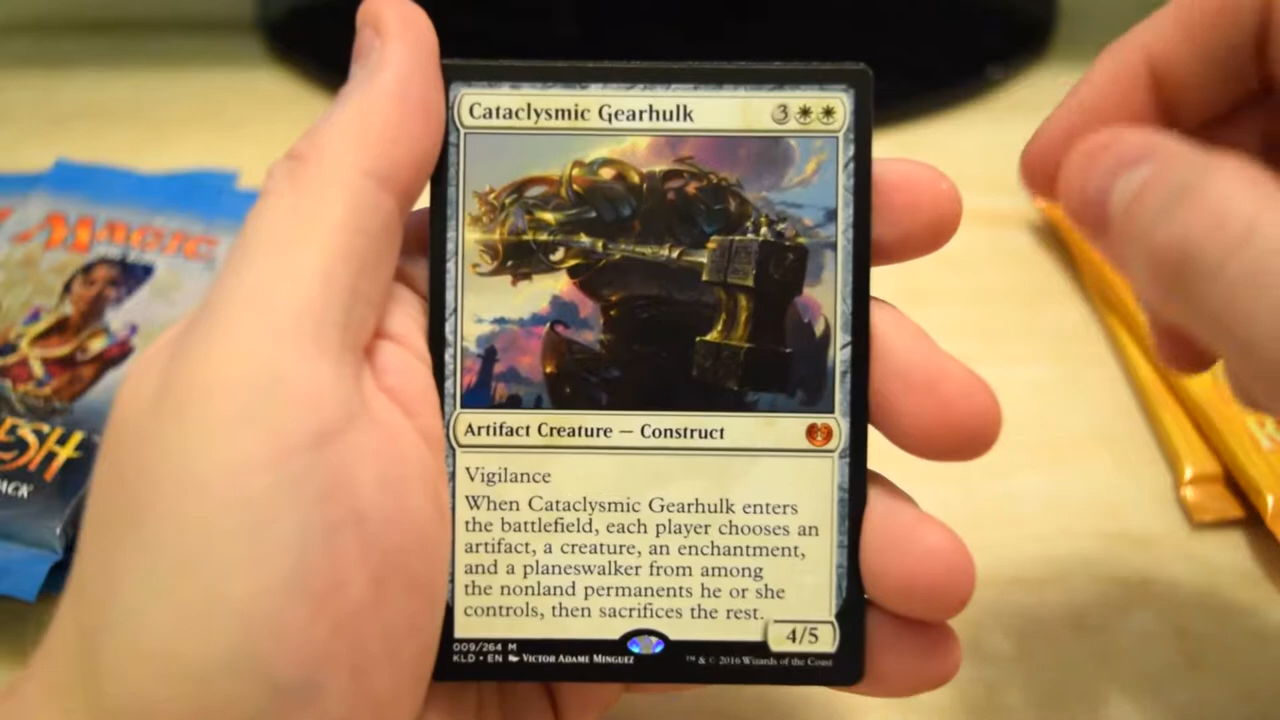 Cataclysmic Gearhulk 3
Artifact Creature — Construct
Vigilance
When Cataclysmic Gearhulk enters
the battlefield, each player chooses an
artifact, a creature, an enchantment,
and a planeswalker from among
the nonland permanents he or she
controls, then sacrifices the rest.
4/5
009/264 M
KLD • EN Victor Adame Minguez
™ & © 2016 Wizards of the Coast
Magic
ESH
ACK